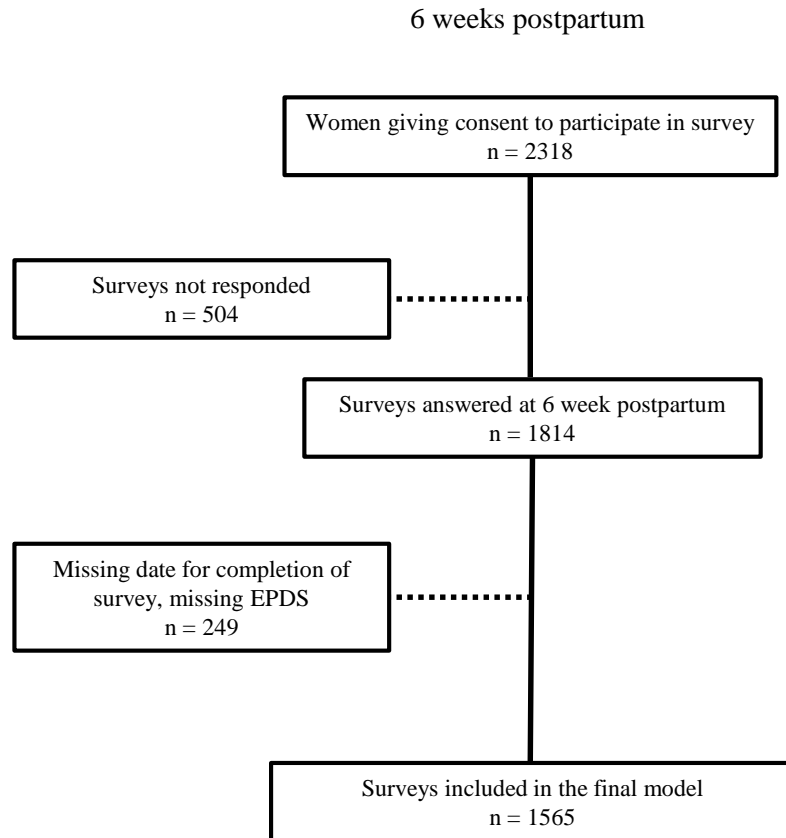 6 weeks postpartum
Women giving consent to participate in survey
n = 2318
Surveys not responded
n = 504
Surveys answered at 6 week postpartum
n = 1814
Missing date for completion of
survey, missing EPDS
n = 249
Surveys included in the final model
n = 1565